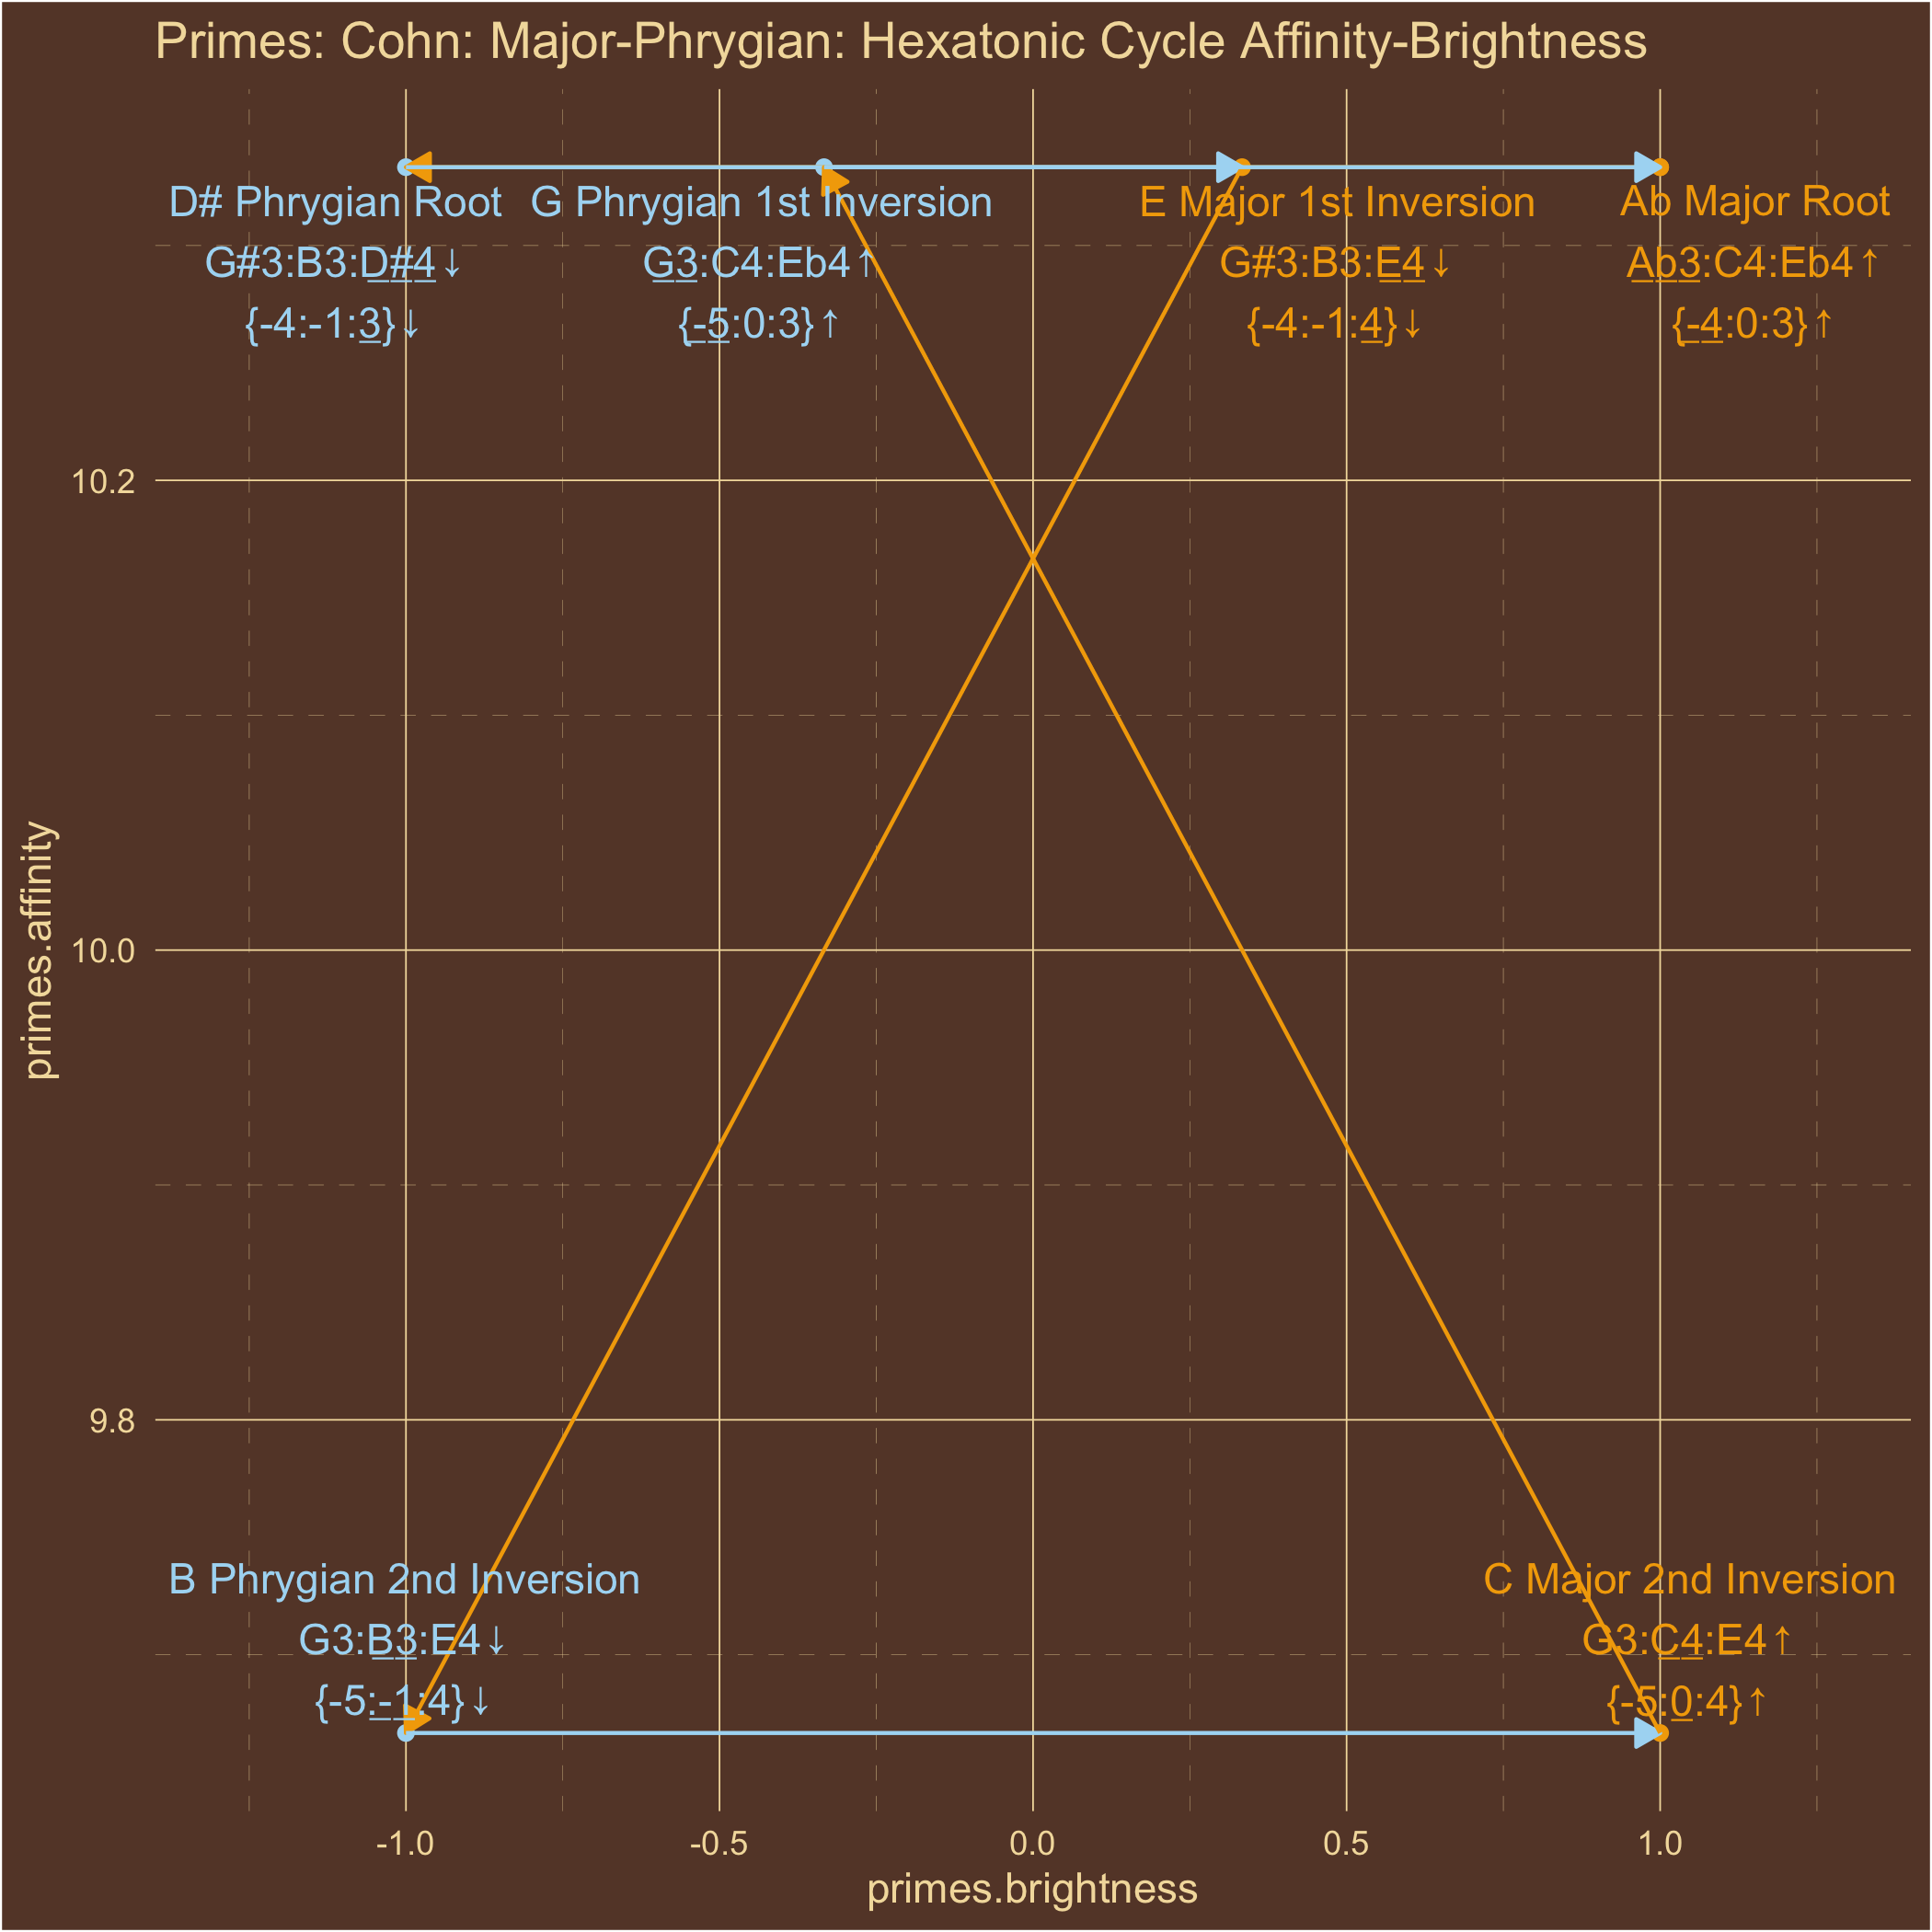 Primes: Cohn: Major-Phrygian: Hexatonic Cycle Affinity-Brightness
D# Phrygian Root
G#3:B3:D#4↓
{-4:-1:3}↓
G Phrygian 1st Inversion
G3:C4:Eb4↑
{-5:0:3}↑
E Major 1st Inversion
G#3:B3:E4↓
{-4:-1:4}↓
Ab Major Root
Ab3:C4:Eb4↑
{-4:0:3}↑
10.2
10.0
9.8
primes.affinity
B Phrygian 2nd Inversion
G3:B3:E4↓
{-5:-1:4}↓
C Major 2nd Inversion
G3:C4:E4↑
{-5:0:4}↑
-1.0
-0.5
0.0
0.5
1.0
primes.brightness